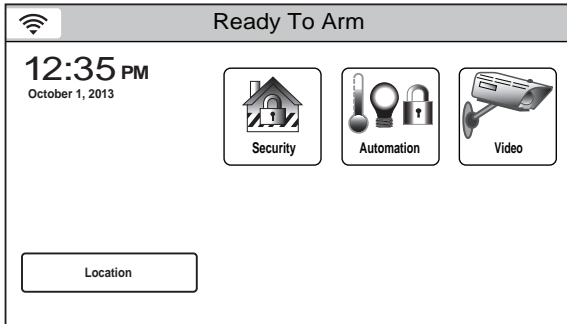 Ready To Arm
12:35 PM
October 1, 2013
Security
Automation
Video
Location